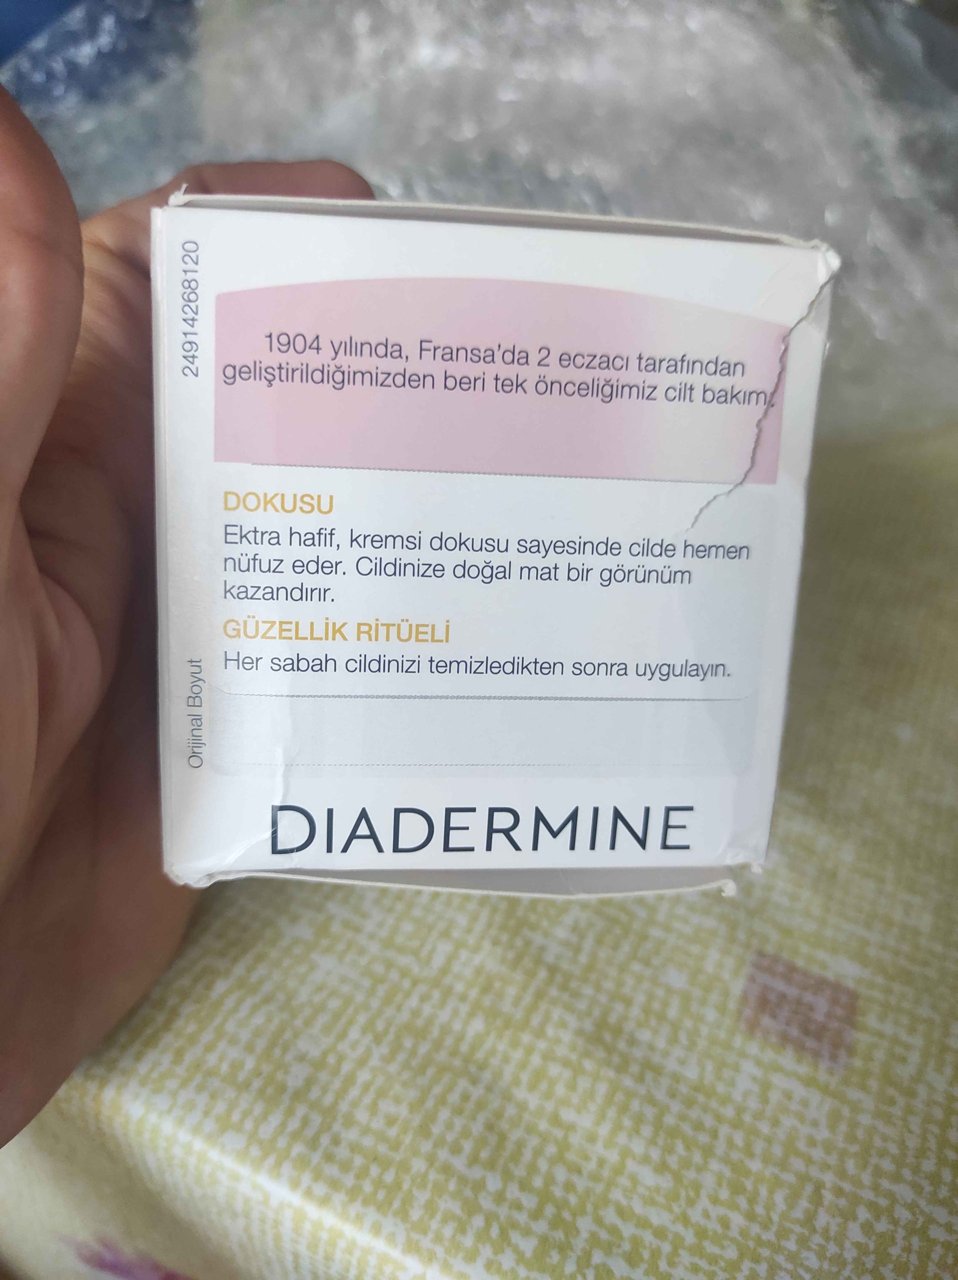 24914268120
1904 yılında, Fransa'da 2 eczacı tarafından
geliştirildiğimizden beri tek önceliğimiz cilt bakımı.
DOKUSU
Ektra hafif, kremsi dokusu sayesinde cilde hemen
nüfuz eder. Cildinize doğal mat bir görünüm
kazandırır.
GÜZELLİK RİTÜELİ
Her sabah cildinizi temizledikten sonra uygulayın.
Orijinal Boyut
DIADERMINE